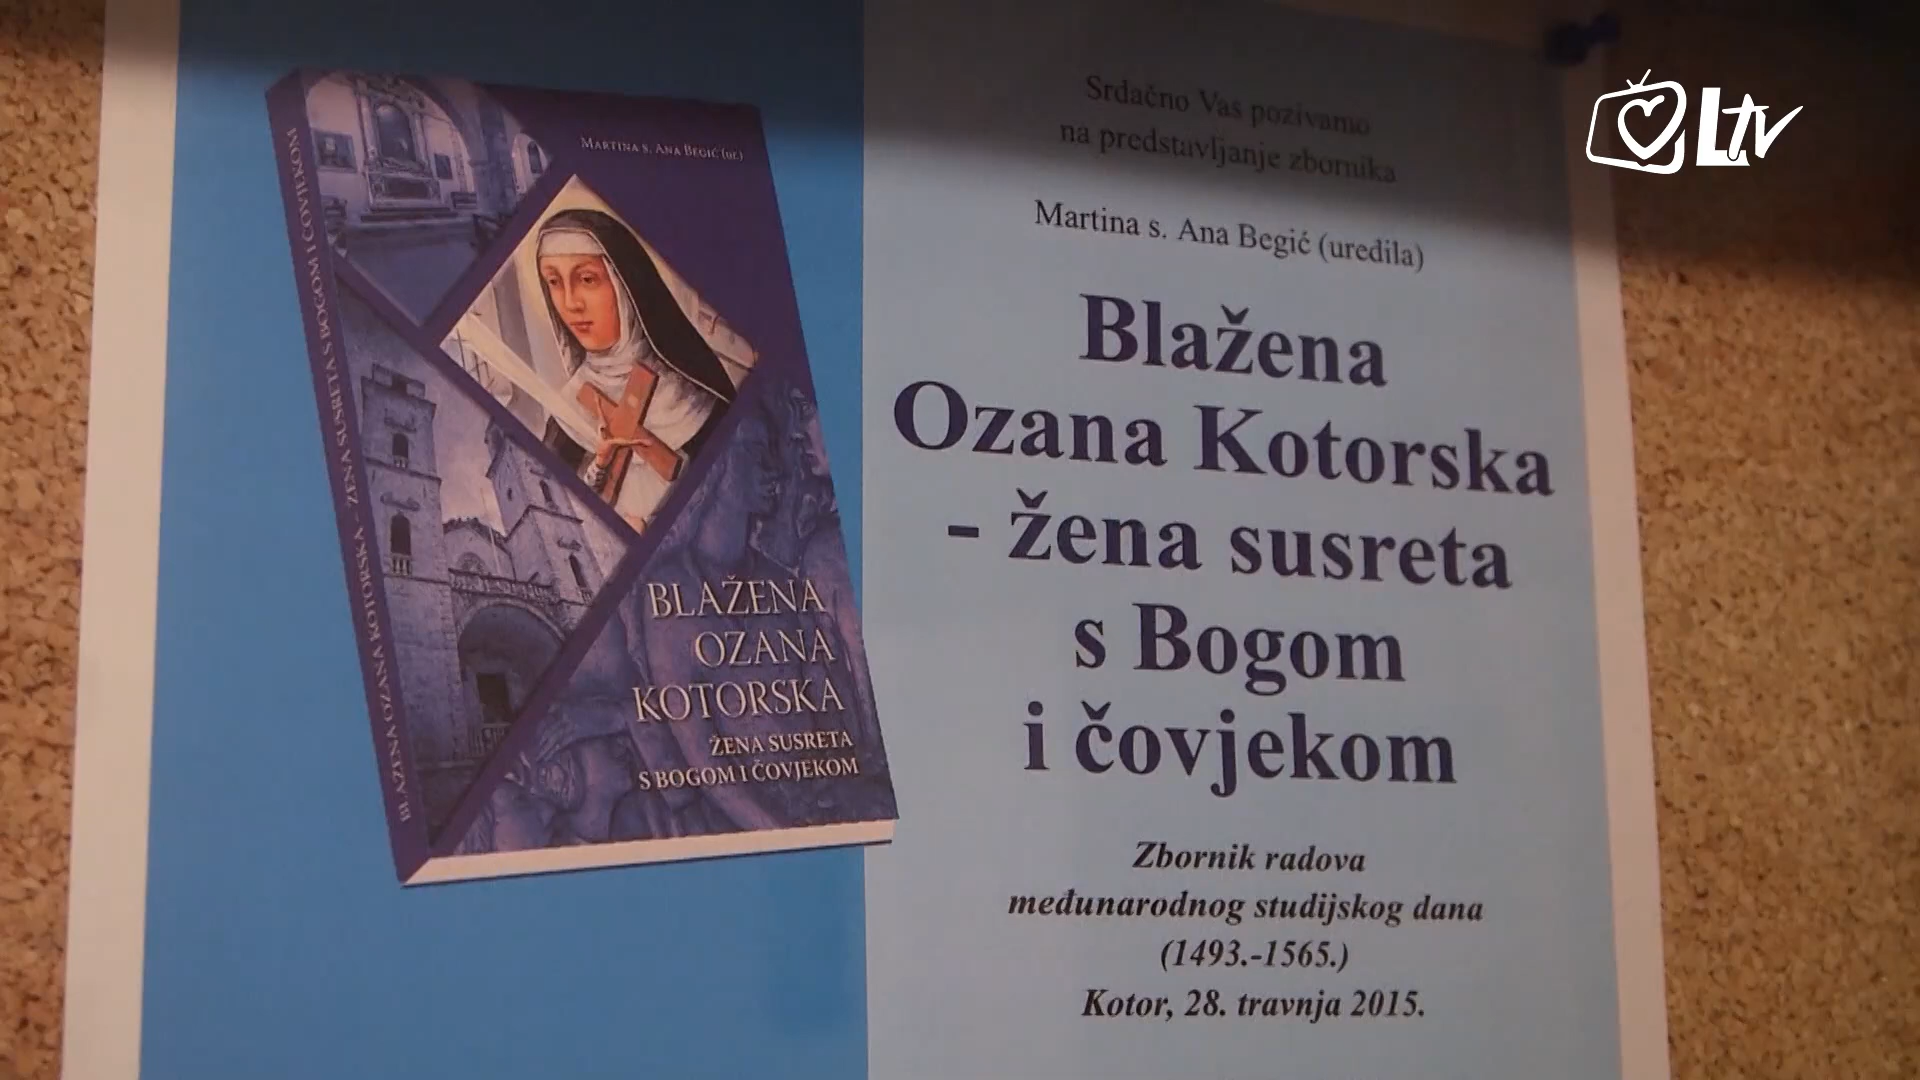 BLAŽENA OZANA KOTORSKA - ŽENA SUSRETA S BOGOM I ČOVJEKOM
MARTINA S. ANA BEGIĆ (ur.)
BLAŽENA
OZANA
KOTORSKA
ŽENA SUSRETA
S BOGOM I ČOVJEKOM
Srdačno Vas pozivamo
na predstavljanje zbornika
Martina s. Ana Begić (uredila)
Blažena
Ozana Kotorska
- žena susreta
s Bogom
i čovjekom
Zbornik radova
međunarodnog studijskog dana
(1493.-1565.)
Kotor, 28. travnja 2015.
LTV